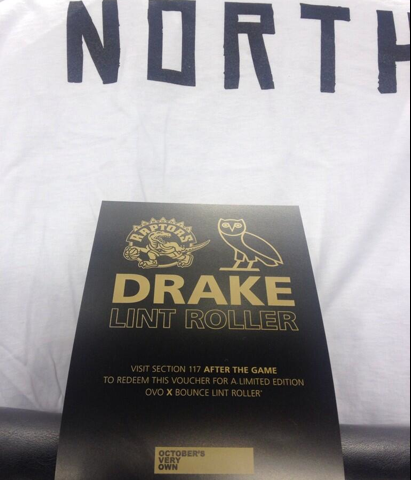 NORTH
RAPTORS
DRAKE
LINT ROLLER
VISIT SECTION 117 AFTER THE GAME
TO REDEEM THIS VOUCHER FOR A LIMITED EDITION
OVO X BOUNCE LINT ROLLER*
OCTOBER'S
VERY
OWN